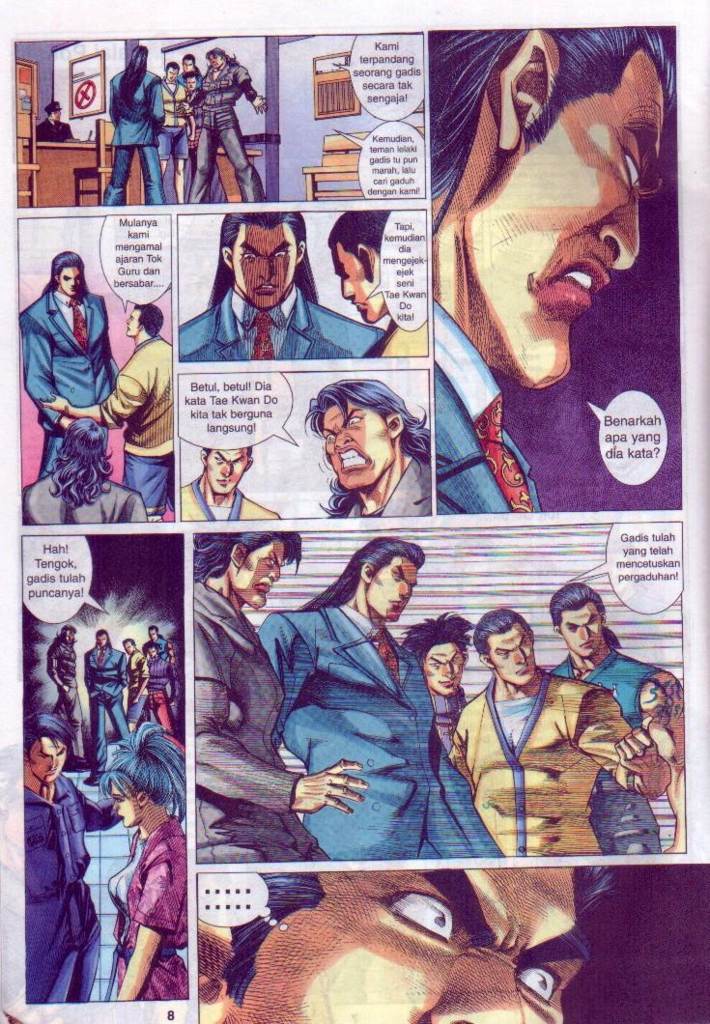 Kami
terpandang
seorang gadis
secara tak
sengaja!
Kemudian,
teman lelaki
gadis tu pun
marah, lalu
cari gaduh
dengan kami!
Mulanya
kami
mengamal
ajaran Tok
Guru dan
bersabar....
Tapi,
kemudian
dia
mengejek-
ejek
seni
Tae Kwan
Do
kita!
Betul, betul! Dia
kata Tae Kwan Do
kita tak berguna
langsung!
Benarkah
apa yang
dia kata?
Hah!
Tengok,
gadis tulah
puncanya!
Gadis tulah
yang telah
mencetuskan
pergaduhan!
.....
.....
8